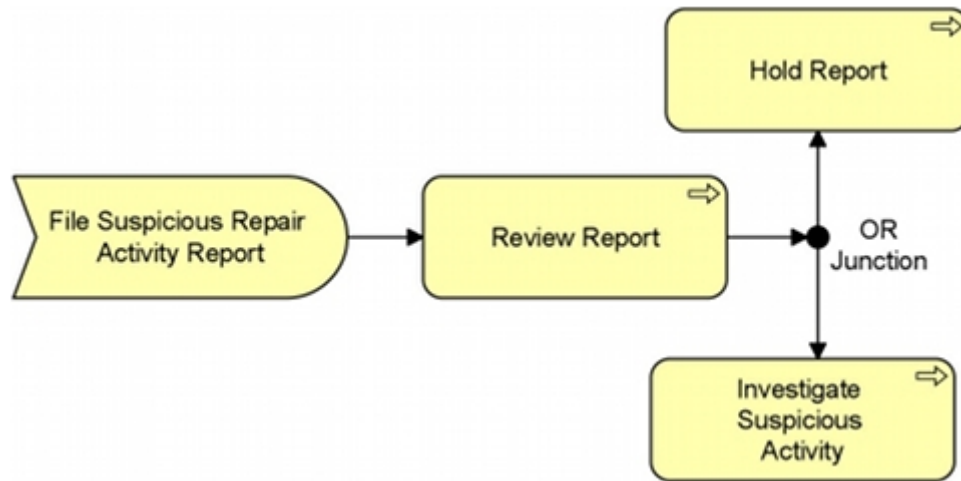 Hold Report
File Suspicious Repair
Activity Report
Review Report
OR
Junction
Investigate
Suspicious
Activity